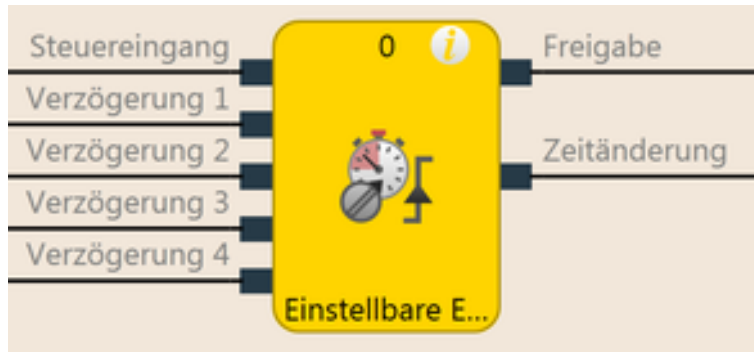 Steuereingang
Verzögerung 1
Verzögerung 2
Verzögerung 3
Verzögerung 4
0
i
Einstellbare E...
Freigabe
Zeitänderung